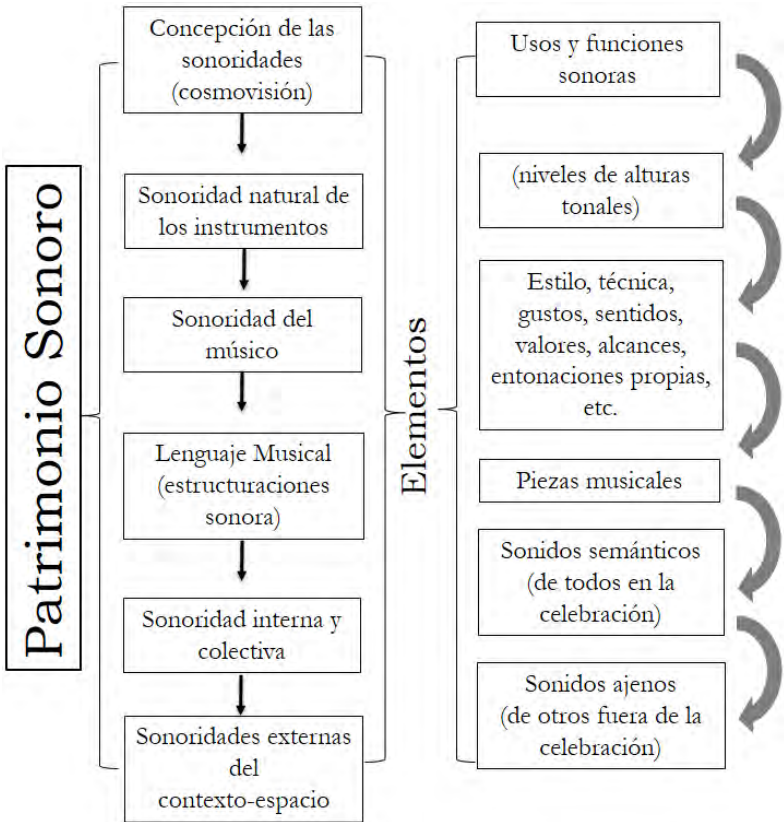 Patrimonio Sonoro
Concepción de las
sonoridades
(cosmovisión)
Sonoridad natural de
los instrumentos
Sonoridad del
músico
Lenguaje Musical
(estructuraciones
sonora)
Sonoridad interna y
colectiva
Sonoridades externas
del
contexto-espacio
Elementos
Usos y funciones
sonoras
(niveles de alturas
tonales)
Estilo, técnica,
gustos, sentidos,
valores, alcances,
entonaciones propias,
etc.
Piezas musicales
Sonidos semánticos
(de todos en la
celebración)
Sonidos ajenos
(de otros fuera de la
celebración)